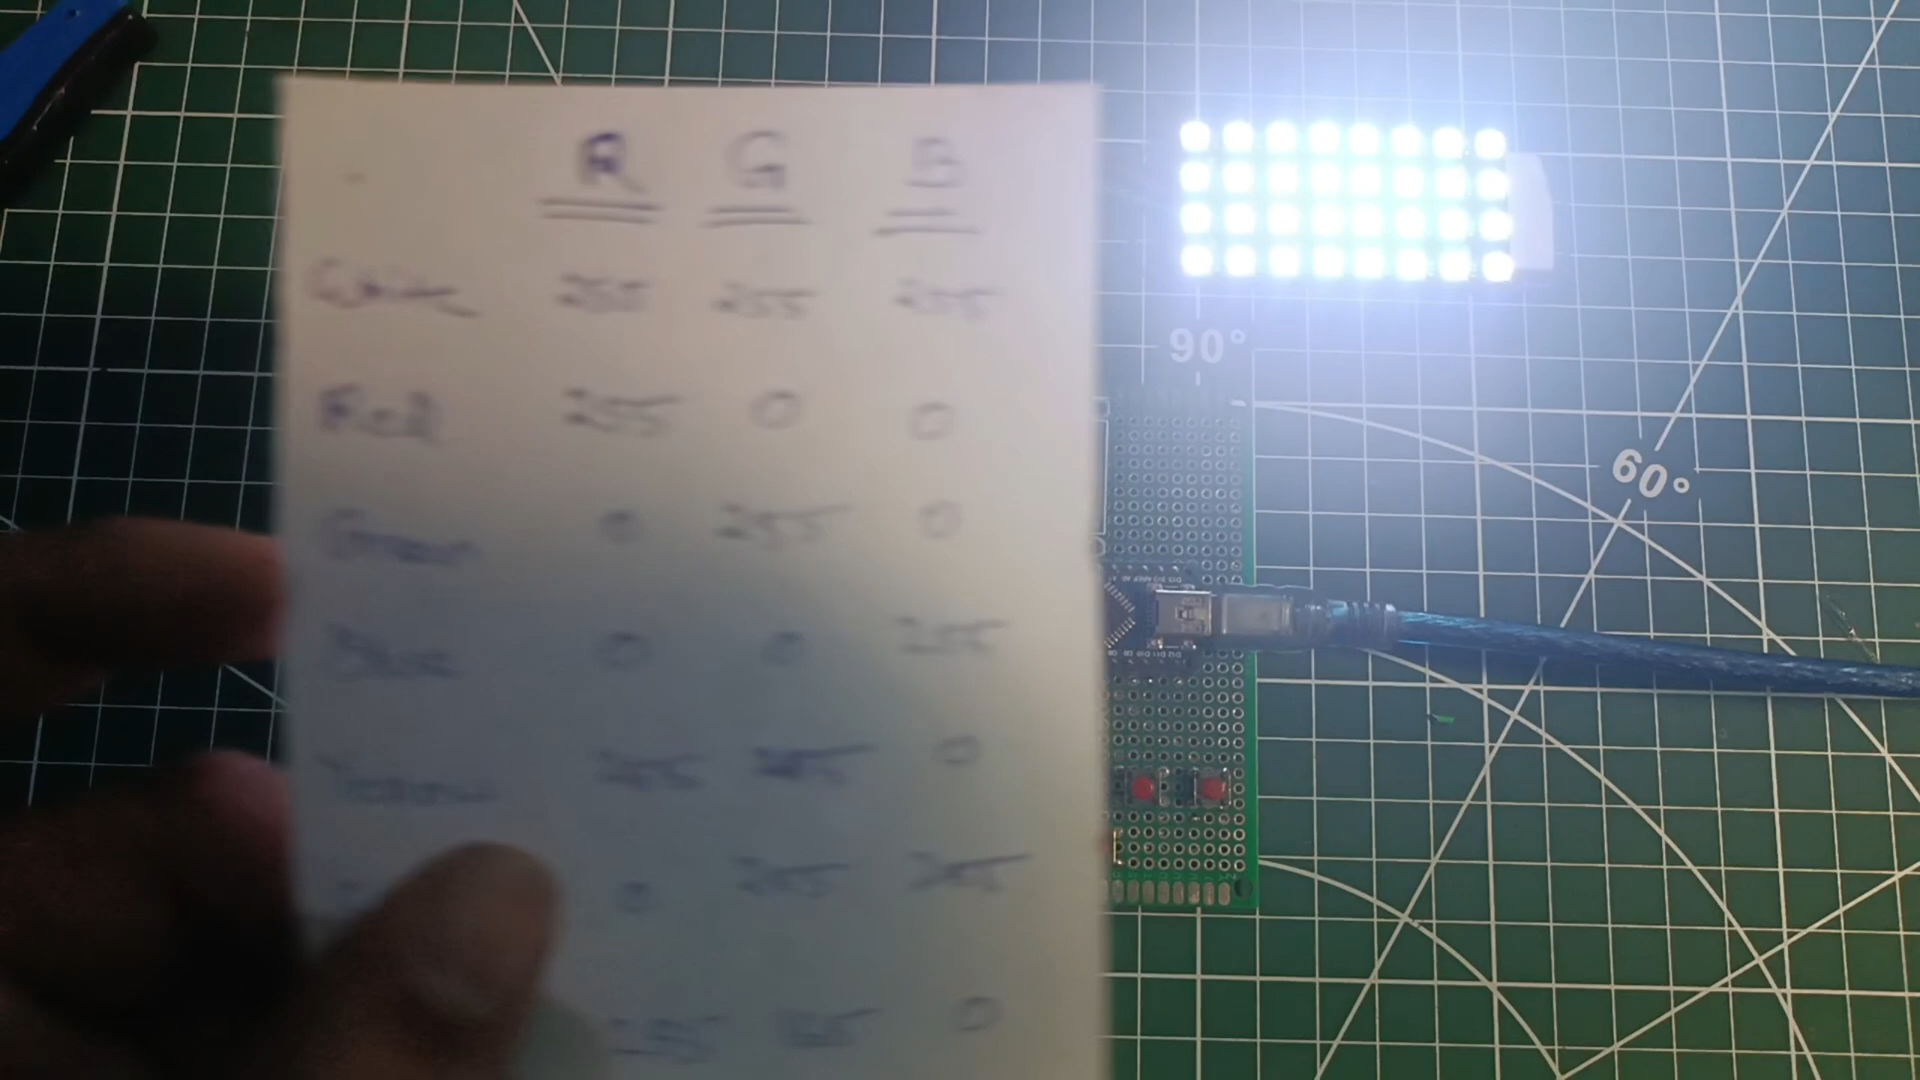 R G B
White 255 255 255
Red 255 0 0
Green 0 255 0
Blue 0 0 255
Yellow 255 255 0
0 255 255
255 0
90°
60°